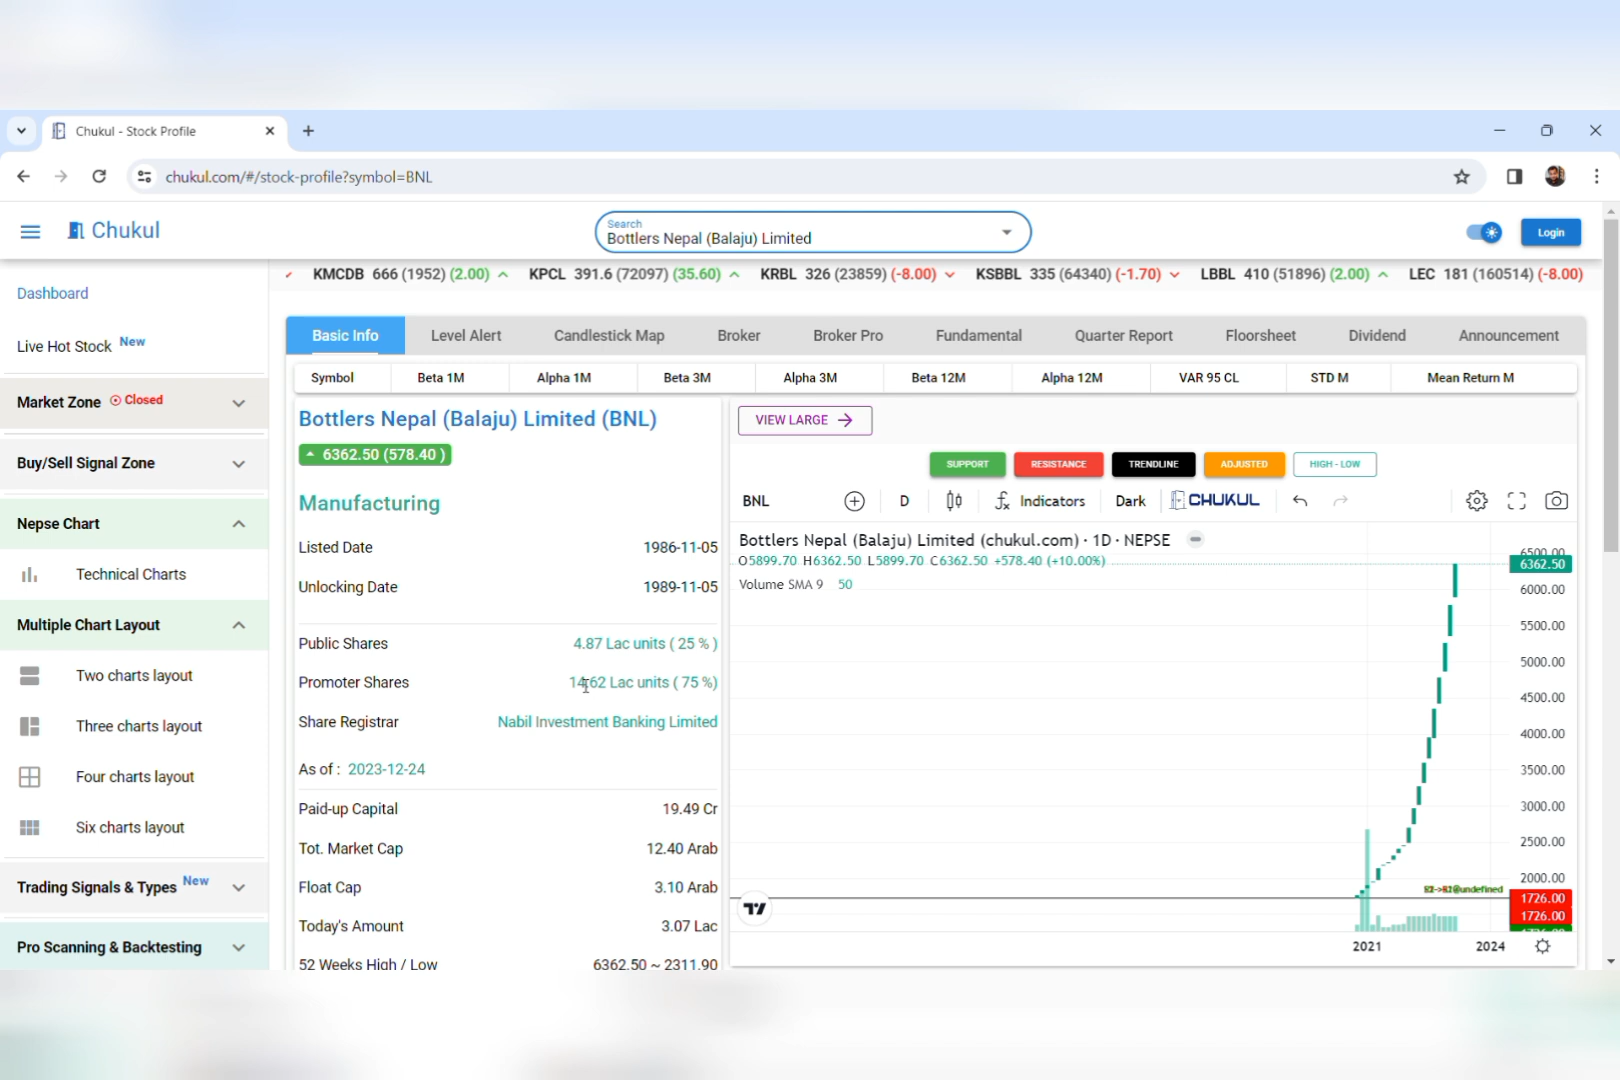 Chukul - Stock Profile
chukul.com/#/stock-profile?symbol=BNL
Chukul
Search
Bottlers Nepal (Balaju) Limited
Login
KMCDB 666 (1952) (2.00) KPCL 391.6 (72097) (35.60) KRBL 326 (23859) (-8.00) KSBBL 335 (64340) (-1.70) LBBL 410 (51896) (2.00) LEC 181 (160514) (-8.00)
Dashboard
Live Hot Stock New
Market Zone Closed
Buy/Sell Signal Zone
Nepse Chart
Technical Charts
Multiple Chart Layout
Two charts layout
Three charts layout
Four charts layout
Six charts layout
Trading Signals & Types New
Pro Scanning & Backtesting
Basic Info Level Alert Candlestick Map Broker Broker Pro Fundamental Quarter Report Floorsheet Dividend Announcement
Symbol Beta 1M Alpha 1M Beta 3M Alpha 3M Beta 12M Alpha 12M VAR 95 CL STD M Mean Return M
Bottlers Nepal (Balaju) Limited (BNL)
6362.50 (578.40 )
Manufacturing
Listed Date 1986-11-05
Unlocking Date 1989-11-05
Public Shares 4.87 Lac units ( 25 % )
Promoter Shares 14.62 Lac units ( 75 %)
Share Registrar Nabil Investment Banking Limited
As of : 2023-12-24
Paid-up Capital 19.49 Cr
Tot. Market Cap 12.40 Arab
Float Cap 3.10 Arab
Today's Amount 3.07 Lac
52 Weeks High / Low 6362.50 ~ 2311.90
VIEW LARGE
SUPPORT RESISTANCE TRENDLINE ADJUSTED HIGH - LOW
BNL D Indicators Dark CHUKUL
Bottlers Nepal (Balaju) Limited (chukul.com) · 1D · NEPSE
O5899.70 H6362.50 L5899.70 C6362.50 +578.40 (+10.00%)
Volume SMA 9 50
6500.00
6362.50
6000.00
5500.00
5000.00
4500.00
4000.00
3500.00
3000.00
2500.00
2000.00
1726.00
1726.00
2021 2024